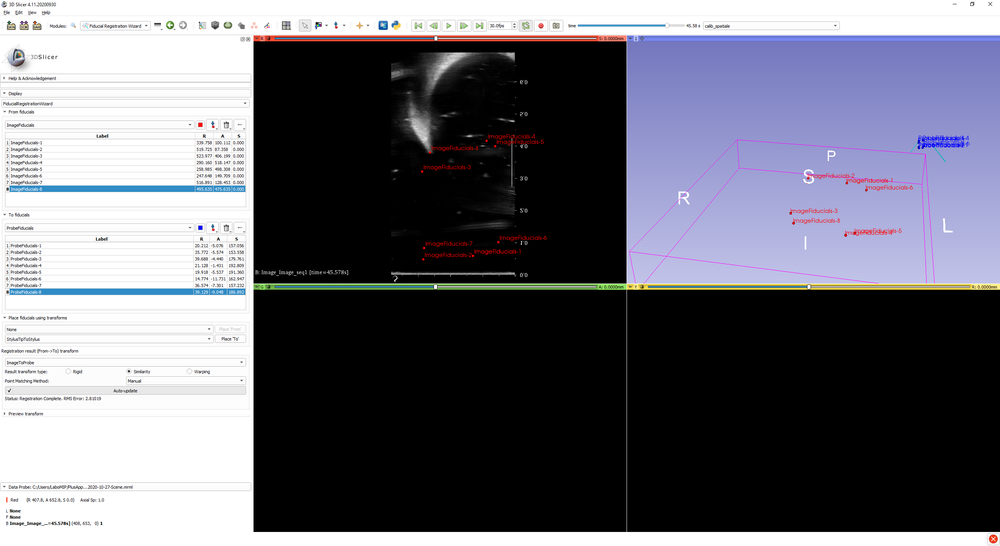 3D Slicer 4.11.20200930
File Edit View Help
DATA DCM SAVE Modules: Fiducial Registration Wizard 30.0fps time 45.58 s calib_spatiale
3DSlicer
Help & Acknowledgement
Display
FiducialRegistrationWizard
From fiducials
ImageFiducials
Label R A S
1 ImageFiducials-1 339.758 100.112 0.000
2 ImageFiducials-2 519.725 87.358 0.000
3 ImageFiducials-3 523.977 406.199 0.000
4 ImageFiducials-4 290.160 518.147 0.000
5 ImageFiducials-5 258.985 498.308 0.000
6 ImageFiducials-6 247.648 149.709 0.000
7 ImageFiducials-7 516.891 128.453 0.000
8 ImageFiducials-8 495.635 475.635 0.000
To fiducials
ProbeFiducials
Label R A S
1 ProbeFiducials-1 20.212 -5.076 157.056
2 ProbeFiducials-2 35.772 -5.574 153.558
3 ProbeFiducials-3 39.688 -4.440 179.761
4 ProbeFiducials-4 21.128 -1.431 192.809
5 ProbeFiducials-5 19.918 -5.537 191.360
6 ProbeFiducials-6 14.774 -11.731 162.947
7 ProbeFiducials-7 36.574 -7.301 157.232
8 ProbeFiducials-8 39.129 -9.048 186.892
Place fiducials using transforms
None Place 'From'
StylusTipToStylus Place 'To'
Registration result (From->To) transform
ImageToProbe
Result transform type: Rigid Similarity Warping
Point Matching Method: Manual
Auto-update
Status: Registration Complete. RMS Error: 2.81019
Preview transform
Data Probe: C:/Users/LaboMIP/PlusApp...2020-10-27-Scene.mrml
Red (R 407.8, A 652.8, S 0.0) Axial Sp: 1.0
L None
F None
B Image_Image_...=45.578s] (408, 653, 0) 1
R S: 0.0000mm
6.0
5.0
ImageFiducials-4
ImageFiducials-5
4.0
ImageFiducials-8
ImageFiducials-3
3.0
2.0
ImageFiducials-6
1.0
ImageFiducials-7
ImageFiducials-1
ImageFiducials-2
B: Image_Image_seq1 [time=45.578s]
0.0
1
P
S
ImageFiducials-2
ImageFiducials-1
ImageFiducials-6
R
ImageFiducials-3
ImageFiducials-8
L
ImageFiducials-5
ImageFiducials-4
I
G A: 0.0000mm
Y R: 0.0000mm